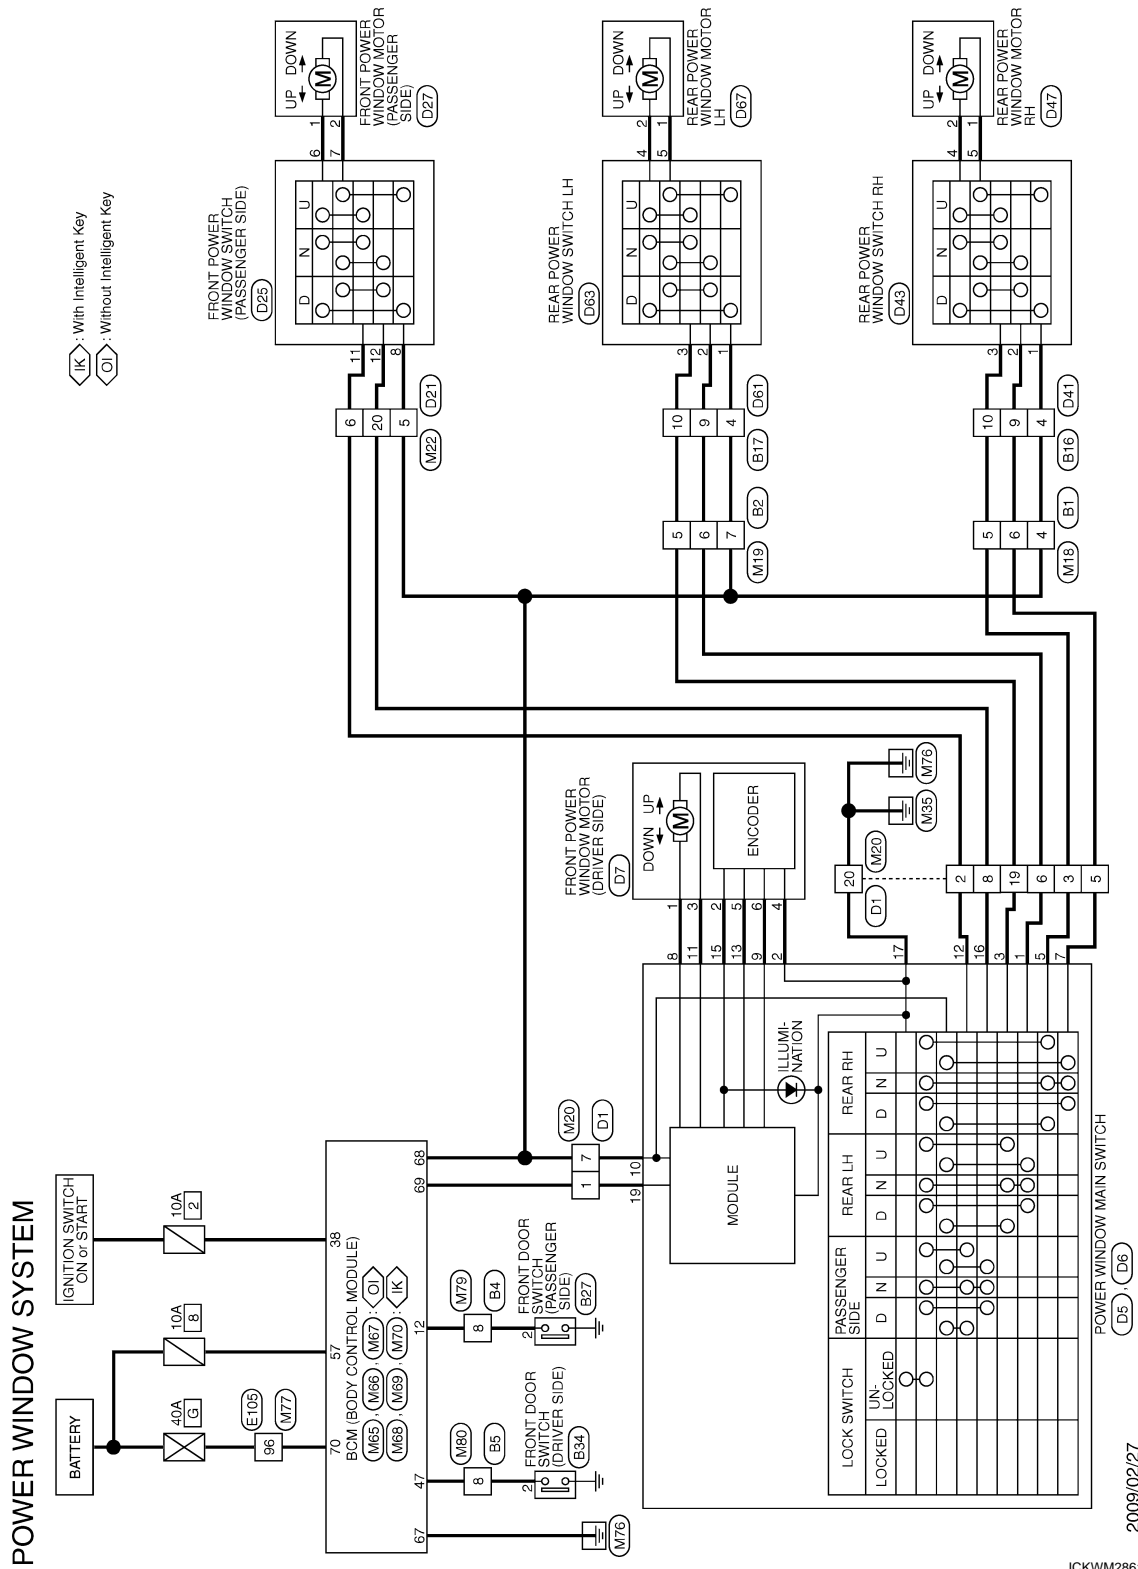 POWER WINDOW SYSTEM
IK : With Intelligent Key
OI : Without Intelligent Key
BATTERY
IGNITION SWITCH
ON or START
40A
G
10A
8
10A
2
E105
96
M77
70
57
38
BCM (BODY CONTROL MODULE)
M65 , M66 , M67 : OI
M68 , M69 , M70 : IK
67
47
12
69
68
M76
M80
8
B5
2
FRONT DOOR
SWITCH
(DRIVER SIDE)
B34
M79
8
B4
2
FRONT DOOR
SWITCH
(PASSENGER
SIDE)
B27
M20
1
7
D1
19
10
FRONT POWER
WINDOW SWITCH
(PASSENGER SIDE)
D25
D
N
U
11
12
8
6
7
1
2
UP
DOWN
M
FRONT POWER
WINDOW MOTOR
(PASSENGER
SIDE)
D27
6
20
5
M22
D21
REAR POWER
WINDOW SWITCH LH
D63
D
N
U
3
2
1
4
5
2
1
UP
DOWN
M
REAR POWER
WINDOW MOTOR
LH
D67
10
9
4
B17
D61
5
6
7
M19
B2
REAR POWER
WINDOW SWITCH RH
D43
D
N
U
3
2
1
4
5
2
1
UP
DOWN
M
REAR POWER
WINDOW MOTOR
RH
D47
10
9
4
B16
D41
5
6
4
M18
B1
FRONT POWER
WINDOW MOTOR
(DRIVER SIDE)
D7
DOWN
UP
M
ENCODER
1
3
2
5
6
4
8
11
15
13
9
2
M76
M35
20
M20
D1
2
8
19
6
3
5
17
12
16
3
1
5
7
MODULE
ILLUMI-
NATION
LOCK SWITCH
LOCKED
UN-
LOCKED
PASSENGER
SIDE
D
N
U
REAR LH
D
N
U
REAR RH
D
N
U
POWER WINDOW MAIN SWITCH
D5 , D6
2009/02/27